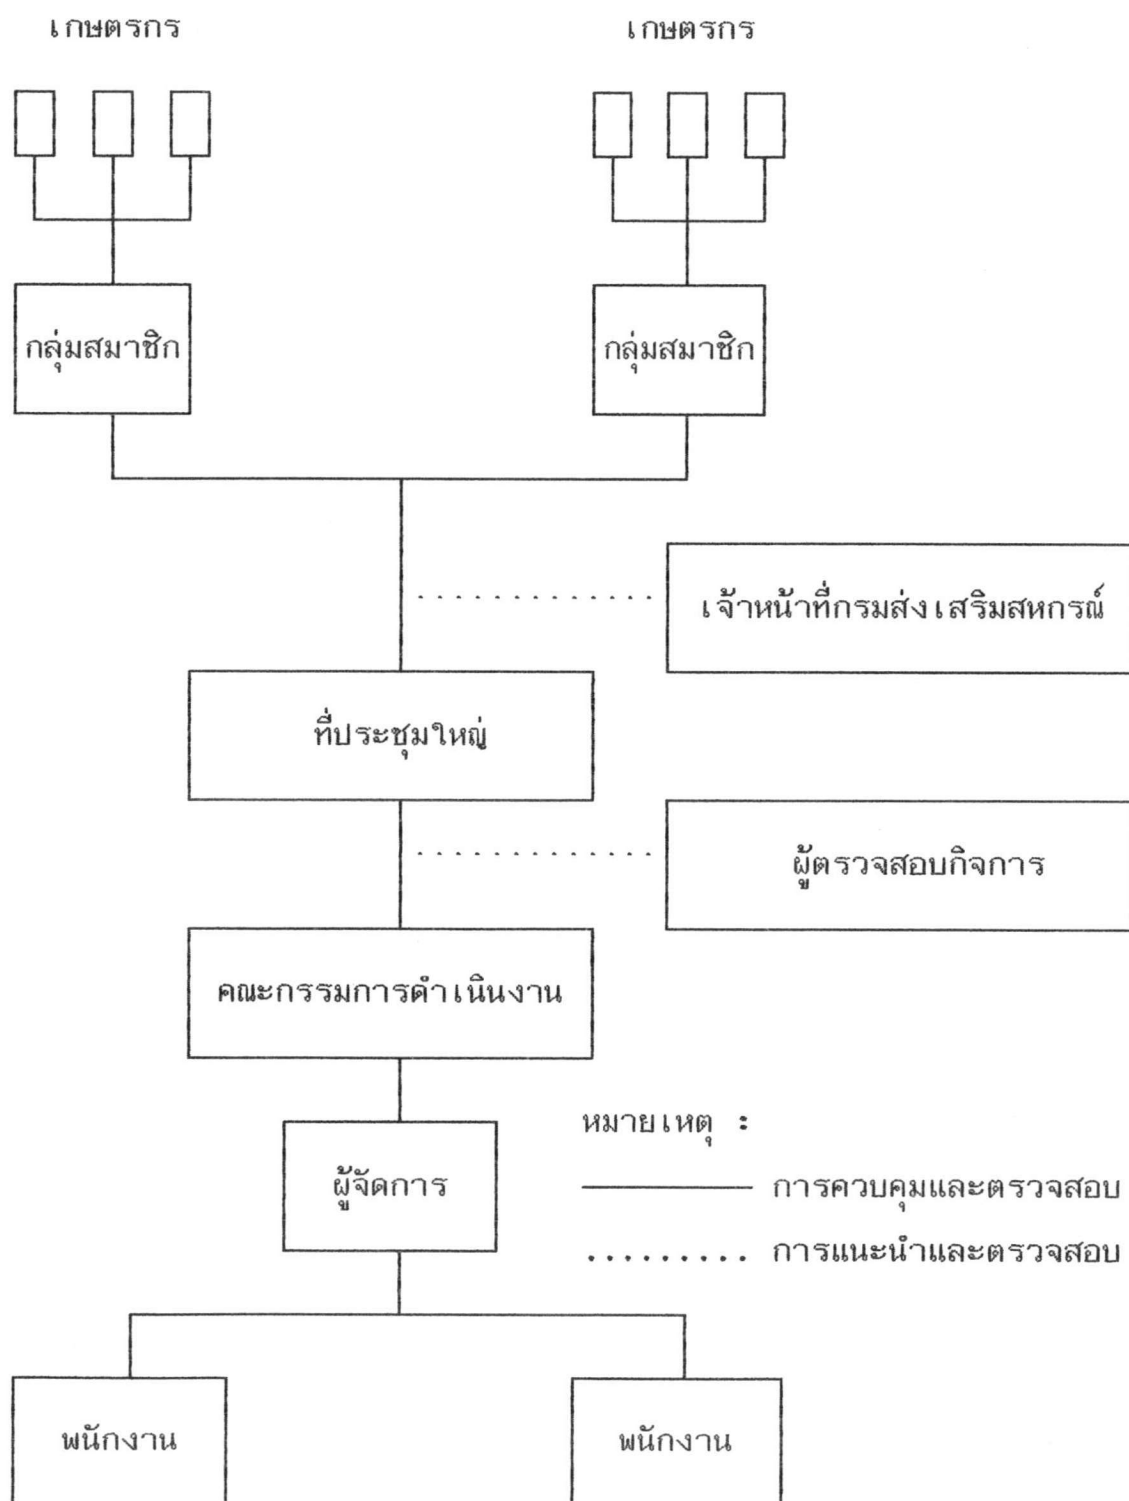 เกษตรกร เกษตรกร
กลุ่มสมาชิก กลุ่มสมาชิก
เจ้าหน้าที่กรมส่งเสริมสหกรณ์
ที่ประชุมใหญ่
ผู้ตรวจสอบกิจการ
คณะกรรมการดำเนินงาน
หมายเหตุ :
ผู้จัดการ
การควบคุมและตรวจสอบ
......... การแนะนำและตรวจสอบ
พนักงาน พนักงาน